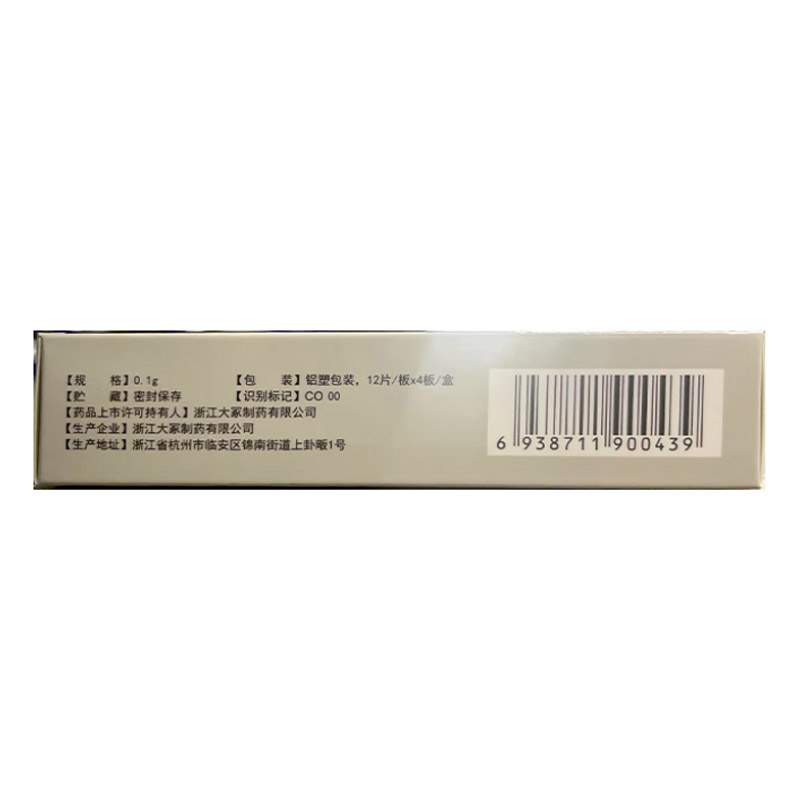 【规　格】0.1g　【包　装】铝塑包装，12片/板x4板/盒
【贮　藏】密封保存　【识别标记】CO 00
【药品上市许可持有人】浙江大冢制药有限公司
【生产企业】浙江大冢制药有限公司
【生产地址】浙江省杭州市临安区锦南街道上卦畈1号
6 938711 900439